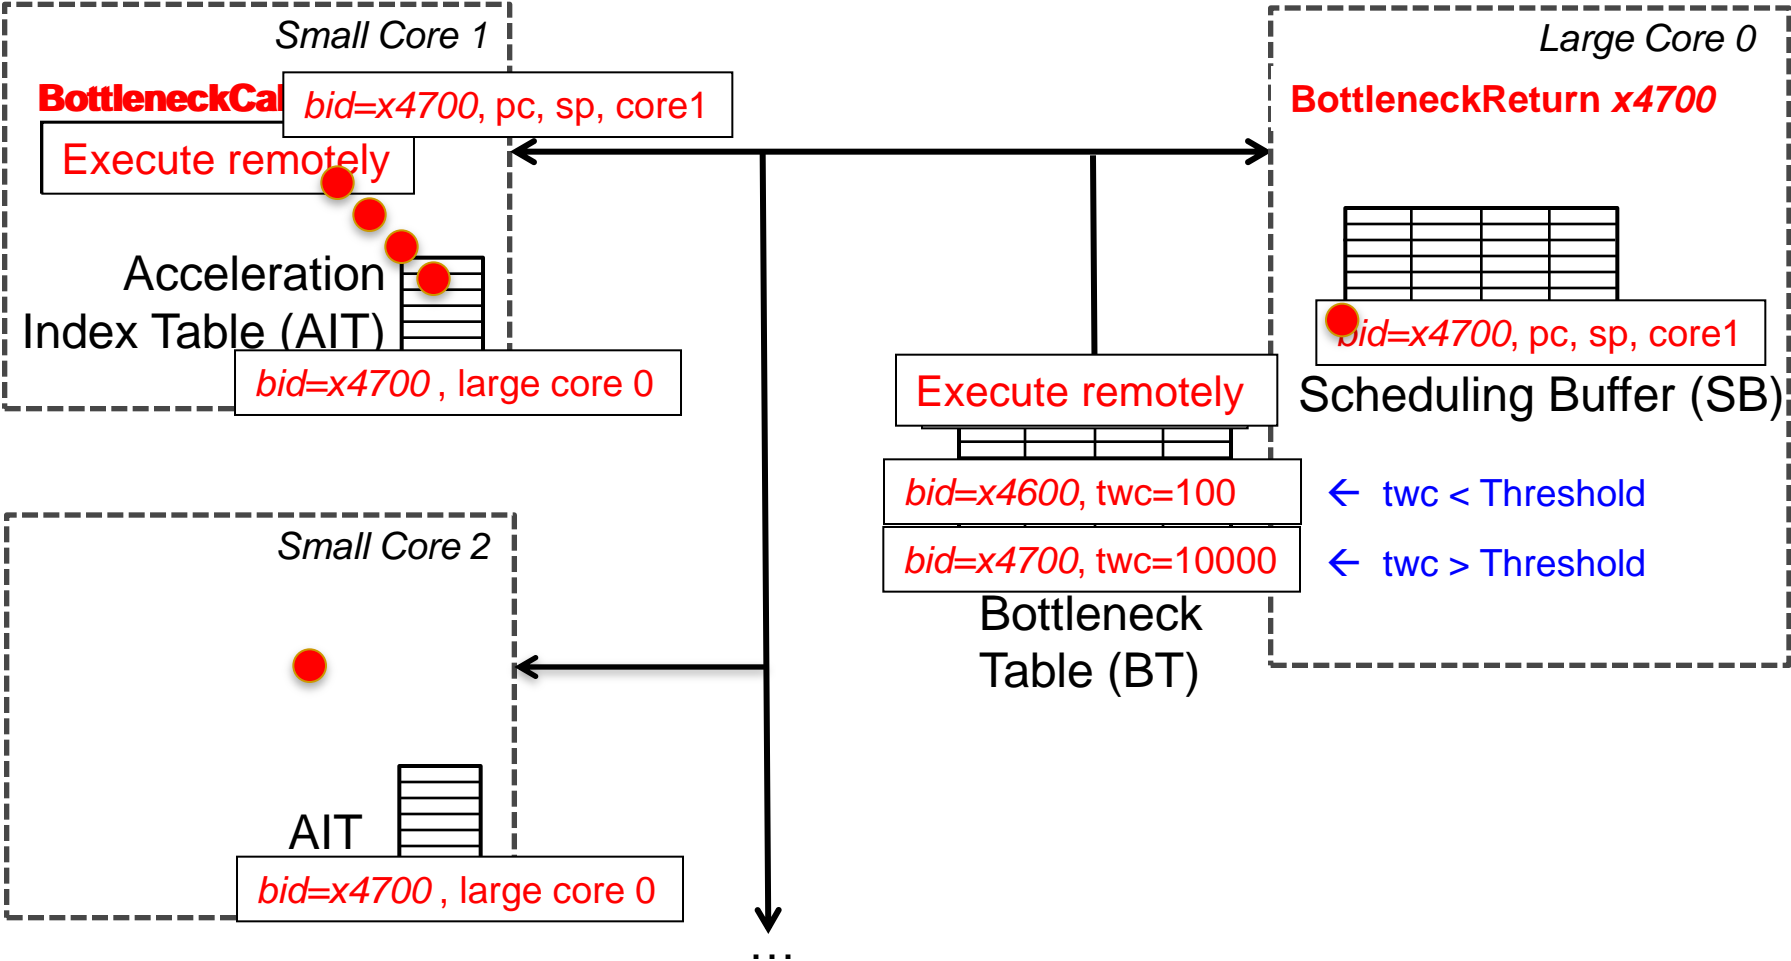 Small Core 1
BottleneckCal
bid=x4700, pc, sp, core1
Execute remotely
Acceleration
Index Table (AIT)
bid=x4700 , large core 0
Large Core 0
BottleneckReturn x4700
bid=x4700, pc, sp, core1
Scheduling Buffer (SB)
Execute remotely
bid=x4600, twc=100
← twc < Threshold
bid=x4700, twc=10000
← twc > Threshold
Bottleneck
Table (BT)
Small Core 2
AIT
bid=x4700 , large core 0
...